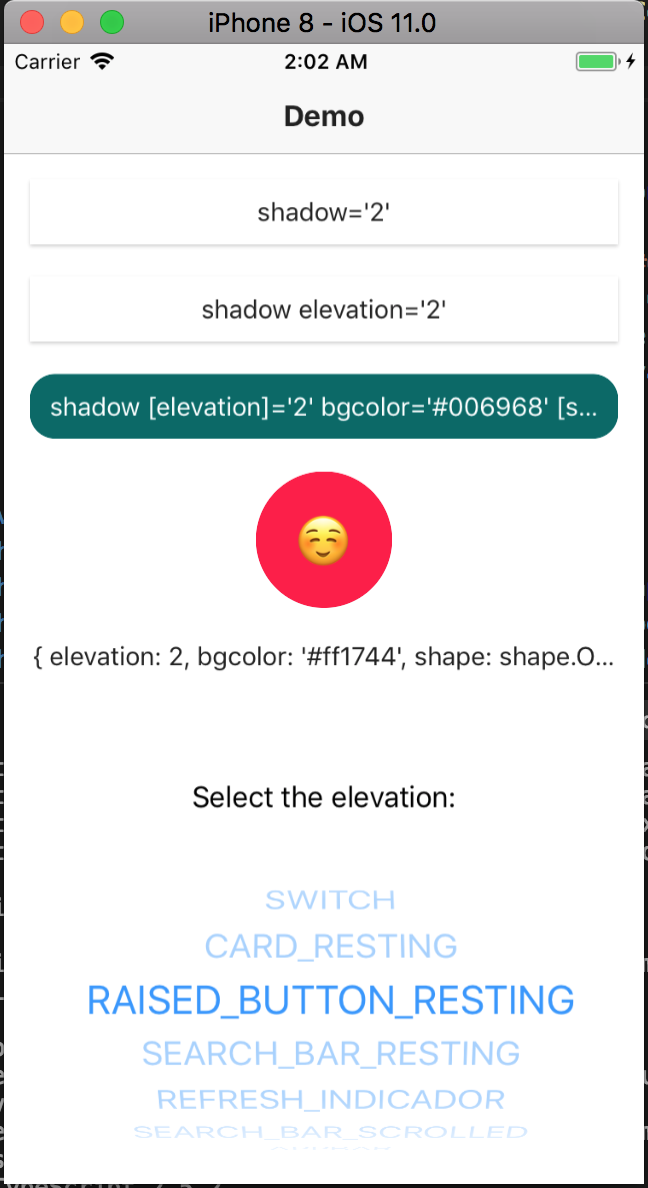 iPhone 8 - iOS 11.0
Carrier 2:02 AM
Demo
shadow='2'
shadow elevation='2'
shadow [elevation]='2' bgcolor='#006968' [s...
{ elevation: 2, bgcolor: '#ff1744', shape: shape.O...
Select the elevation:
SWITCH
CARD_RESTING
RAISED_BUTTON_RESTING
SEARCH_BAR_RESTING
REFRESH_INDICADOR
SEARCH_BAR_SCROLLED